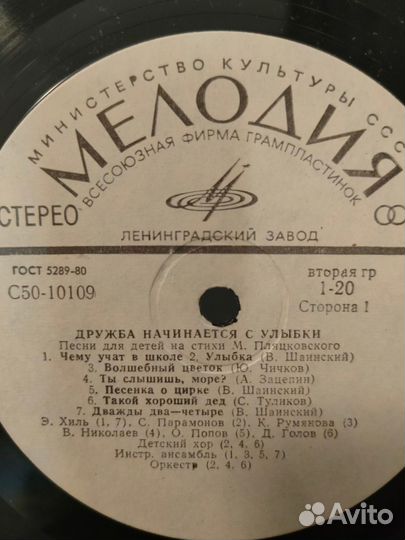 МИНИСТЕРСТВО КУЛЬТУРЫ СССР
МЕЛОДИЯ
ВСЕСОЮЗНАЯ ФИРМА ГРАМПЛАСТИНОК
СТЕРЕО
ЛЕНИНГРАДСКИЙ ЗАВОД
ГОСТ 5289-80
вторая гр
С50-10109
1-20
Сторона 1
ДРУЖБА НАЧИНАЕТСЯ С УЛЫБКИ
Песни для детей на стихи М. Пляцковского
1. Чему учат в школе 2. Улыбка (В. Шаинский)
3. Волшебный цветок (Ю. Чичков)
4. Ты слышишь, море? (А. Зацепин)
5. Песенка о цирке (В. Шаинский)
6. Такой хороший дед (С. Туликов)
7. Дважды два—четыре (В. Шаинский)
Э. Хиль (1, 7), С. Парамонов (2), К. Румянова (3)
В. Николаев (4), О. Попов (5), Д. Голов (6)
Детский хор (2, 4, 6)
Инстр. ансамбль (1, 3, 5, 7)
Оркестр (2, 4, 6)
Avito